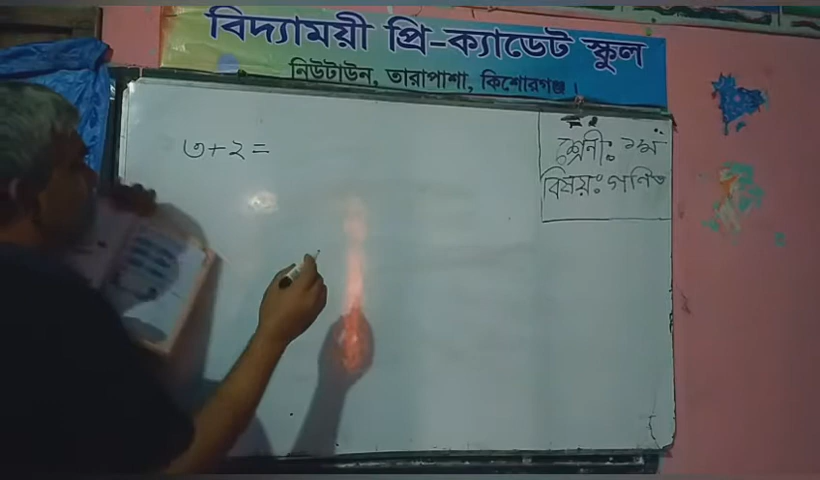 বিদ্যাময়ী প্রি-ক্যাডেট স্কুল
নিউটাউন, তারাপাশা, কিশোরগঞ্জ।
৩+২=
শ্রেনী: ১ম
বিষয়ঃ গণিত